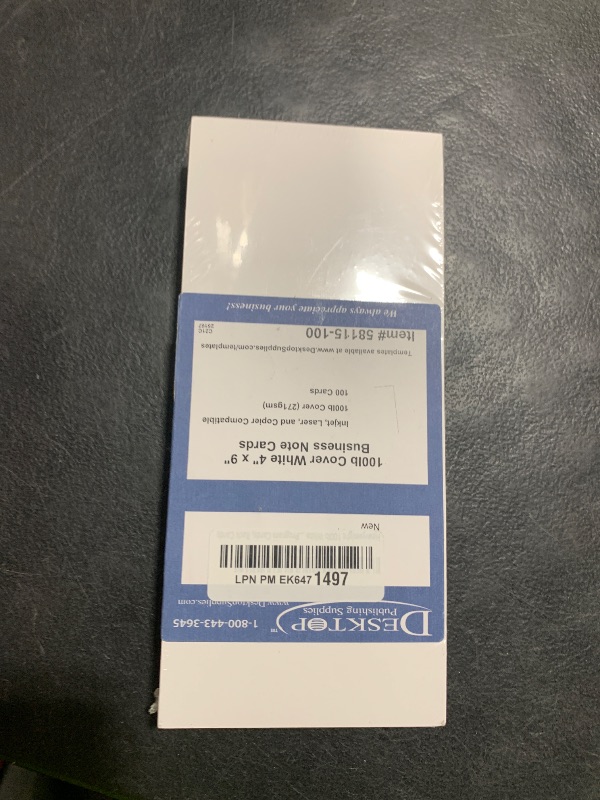 DESKTOP™
Publishing Supplies
1-800-443-3645
www.DesktopSupplies.com
LPN PM EK647 1497
New
100lb Cover White 4" x 9"
Business Note Cards
Inkjet, Laser, and Copier Compatible
100lb Cover (271gsm)
100 Cards
Templates available at www.DesktopSupplies.com/templates
Item# 58115-100
We always appreciate your business!